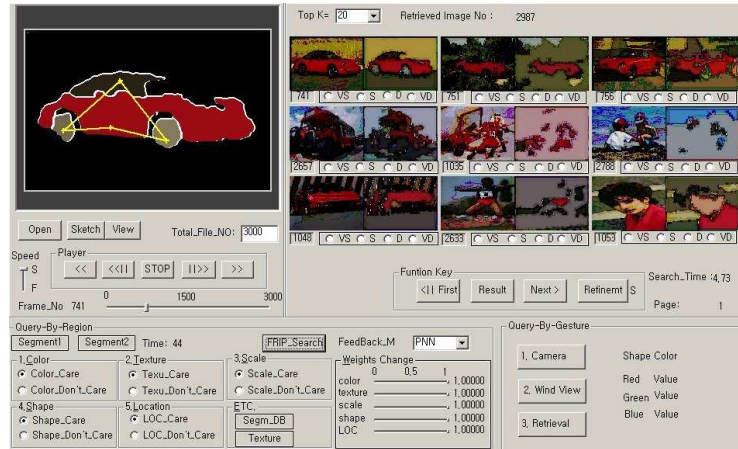 Top K= 20 Retrieved Image No : 2987
741 VS S D VD 751 VS S D VD 756 VS S D VD
2657 VS S D VD 1035 VS S D VD 2788 VS S D VD
1048 VS S D VD 2633 VS S D VD 1053 VS S D VD
Open Sketch View Total_File_NO: 3000
Speed
S
F
Player
<< <<|| STOP ||>> >>
Frame_No 741
0 1500 3000
Funtion Key
<|| First Result Next > Refinemt S
Search_Time :4,73
Page: 1
Query-By-Region
Segment1 Segment2 Time: 44 FRIP_Search FeedBack_M PNN
1.Color
Color_Care
Color_Don't_Care
2.Texture
Texu_Care
Texu_Don't_Care
3.Scale
Scale_Care
Scale_Don't_Care
4.Shape
Shape_Care
Shape_Don't_Care
5.Location
LOC_Care
LOC_Don't_Care
ETC.
Segm_DB
Texture
Weights Change
0 0,5 1
color 1,00000
texture 1,00000
scale 1,00000
shape 1,00000
LOC 1,00000
Query-By-Gesture
1. Camera
2. Wind View
3. Retrieval
Shape Color
Red Value
Green Value
Blue Value